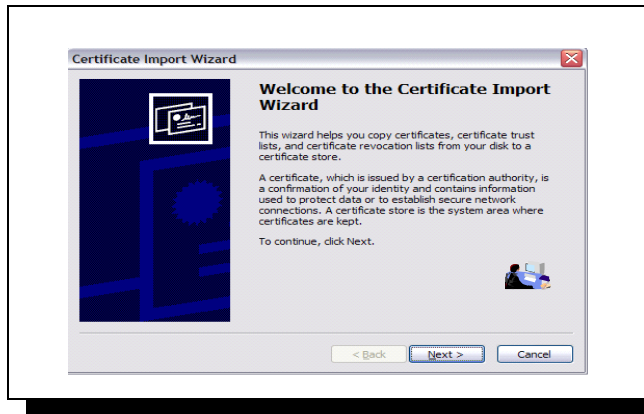 Certificate Import Wizard
Welcome to the Certificate Import
Wizard
This wizard helps you copy certificates, certificate trust
lists, and certificate revocation lists from your disk to a
certificate store.
A certificate, which is issued by a certification authority, is
a confirmation of your identity and contains information
used to protect data or to establish secure network
connections. A certificate store is the system area where
certificates are kept.
To continue, click Next.
< Back Next > Cancel